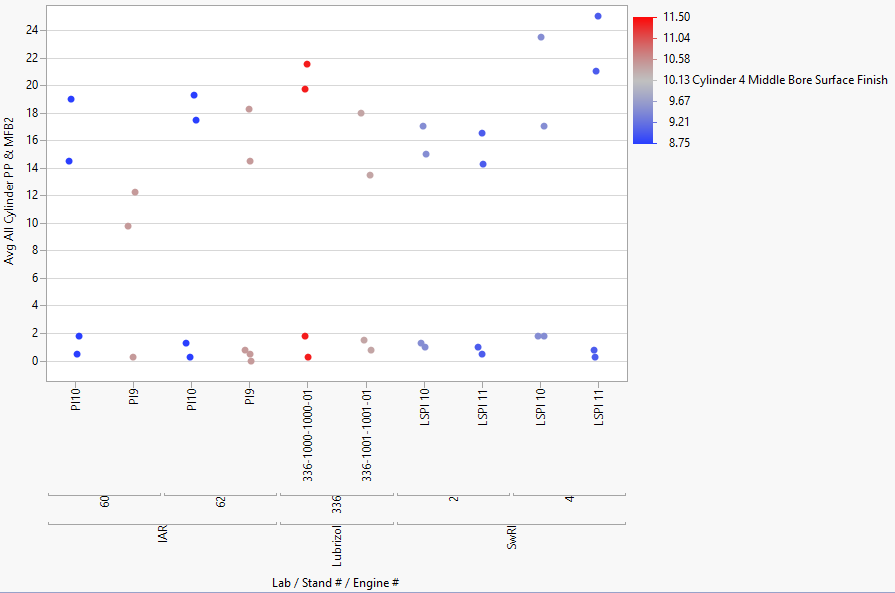 Avg All Cylinder PP & MFB2
24
22
20
18
16
14
12
10
8
6
4
2
0
PI10
PI9
PI10
PI9
336-1000-1000-01
336-1001-1001-01
LSPI 10
LSPI 11
LSPI 10
LSPI 11
60
62
336
2
4
IAR
Lubrizol
SwRI
Lab / Stand # / Engine #
11.50
11.04
10.58
10.13 Cylinder 4 Middle Bore Surface Finish
9.67
9.21
8.75